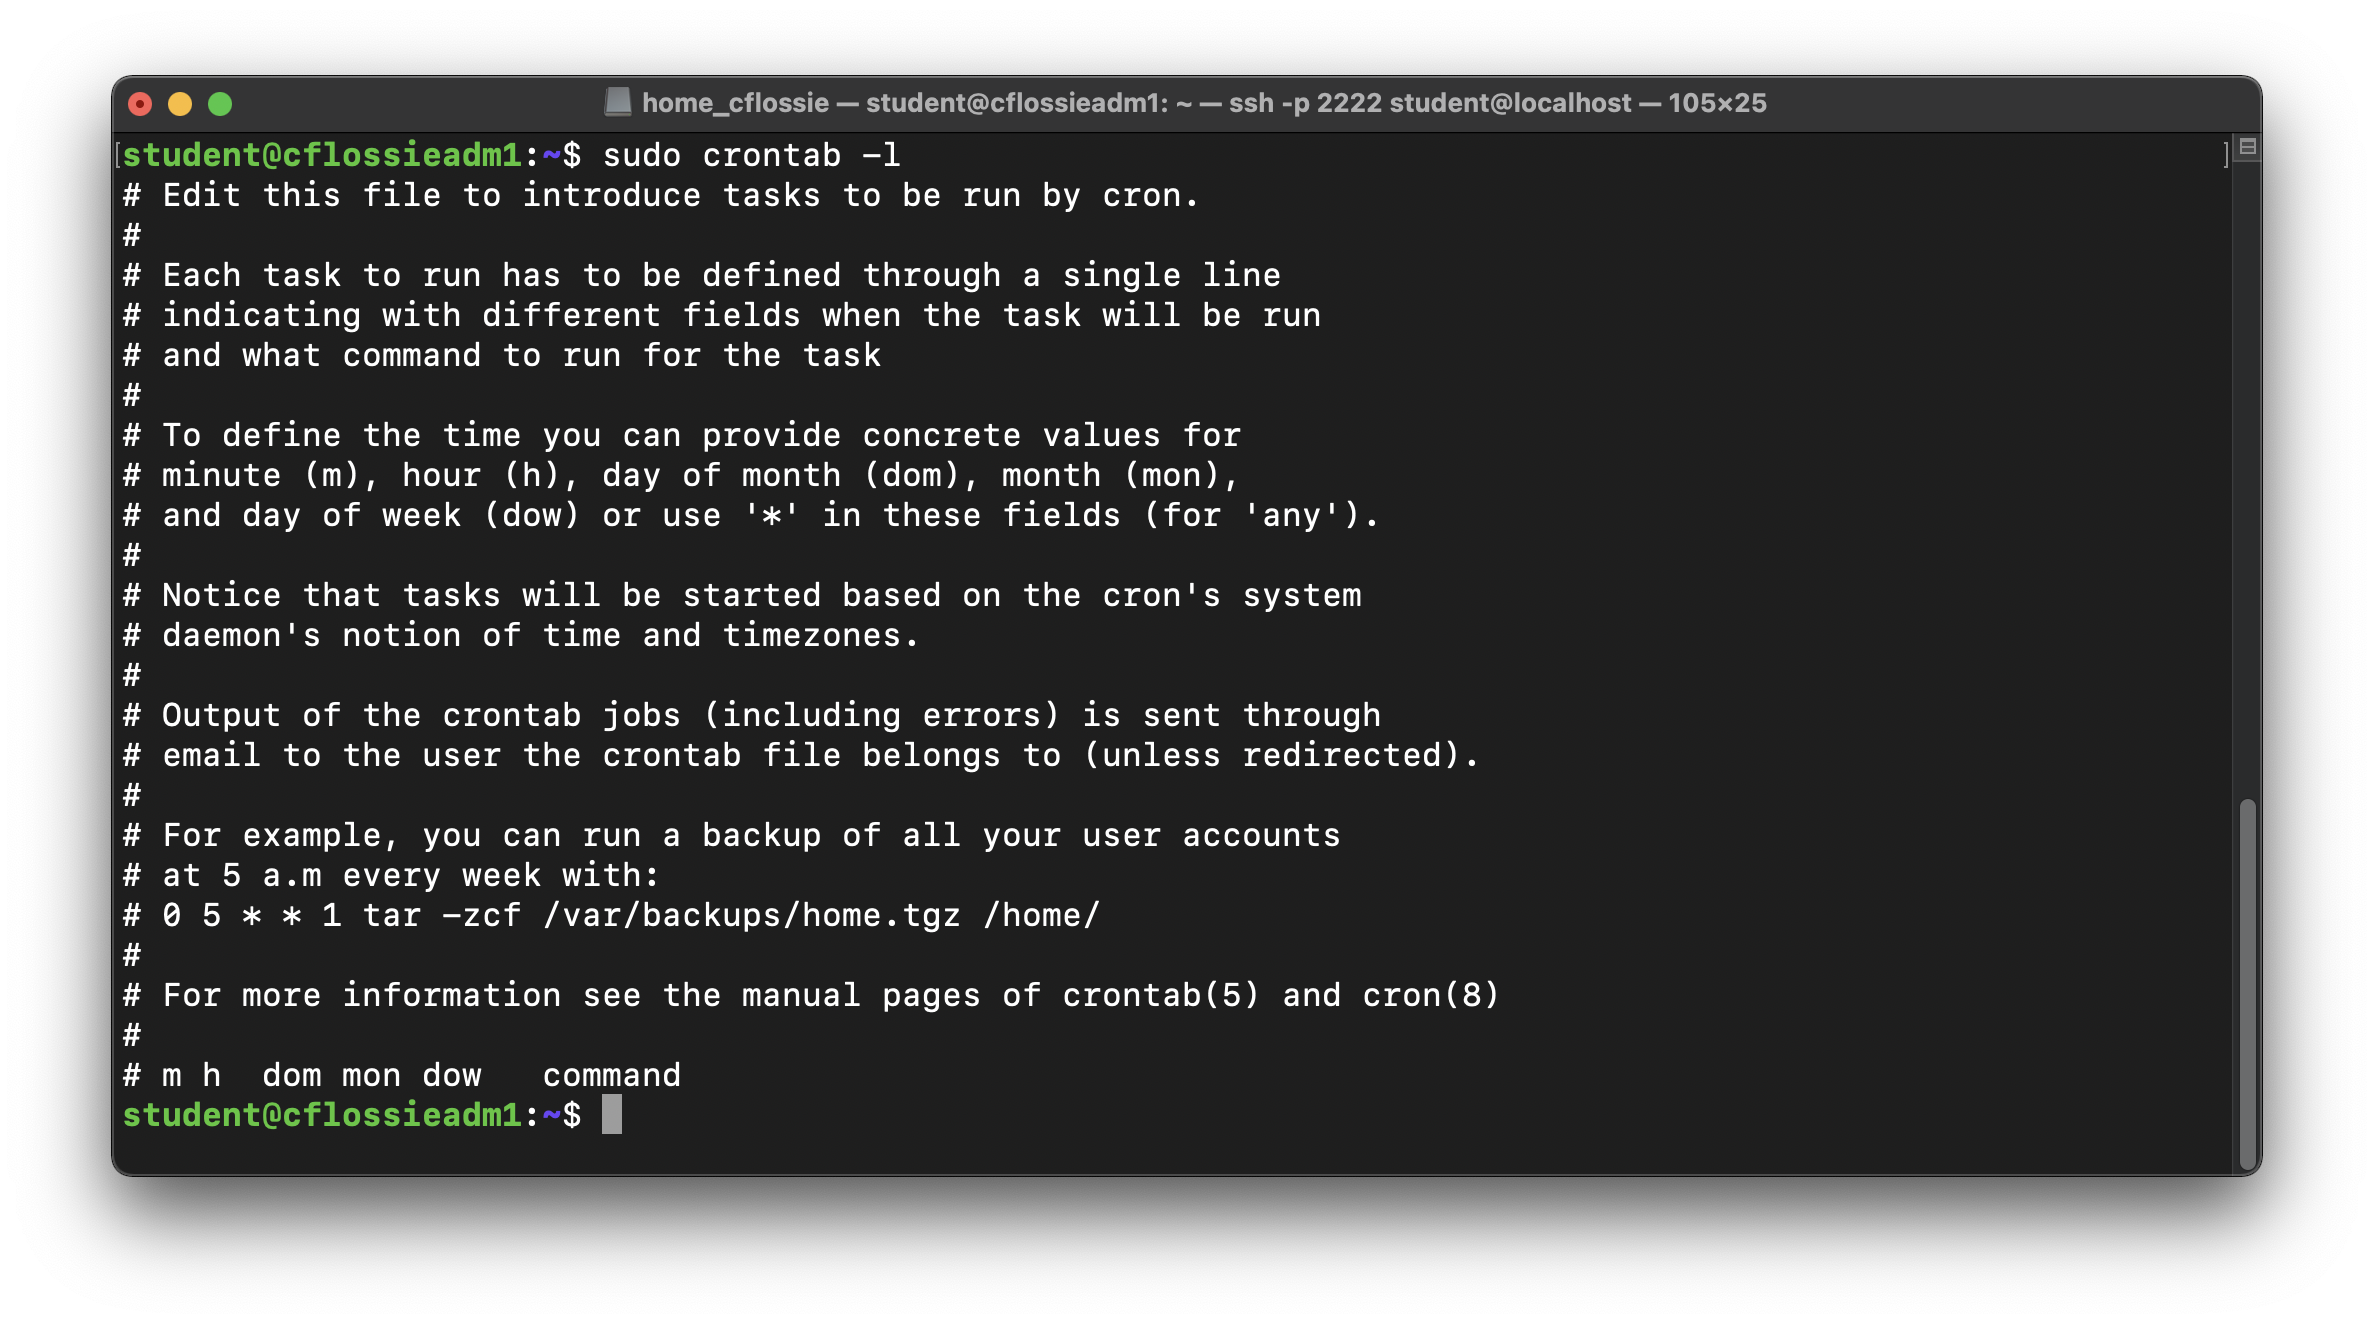 home_cflossie — student@cflossieadm1: ~ — ssh -p 2222 student@localhost — 105×25
[student@cflossieadm1:~$ sudo crontab -l ]
# Edit this file to introduce tasks to be run by cron.
#
# Each task to run has to be defined through a single line
# indicating with different fields when the task will be run
# and what command to run for the task
#
# To define the time you can provide concrete values for
# minute (m), hour (h), day of month (dom), month (mon),
# and day of week (dow) or use '*' in these fields (for 'any').
#
# Notice that tasks will be started based on the cron's system
# daemon's notion of time and timezones.
#
# Output of the crontab jobs (including errors) is sent through
# email to the user the crontab file belongs to (unless redirected).
#
# For example, you can run a backup of all your user accounts
# at 5 a.m every week with:
# 0 5 * * 1 tar -zcf /var/backups/home.tgz /home/
#
# For more information see the manual pages of crontab(5) and cron(8)
#
# m h  dom mon dow   command
student@cflossieadm1:~$